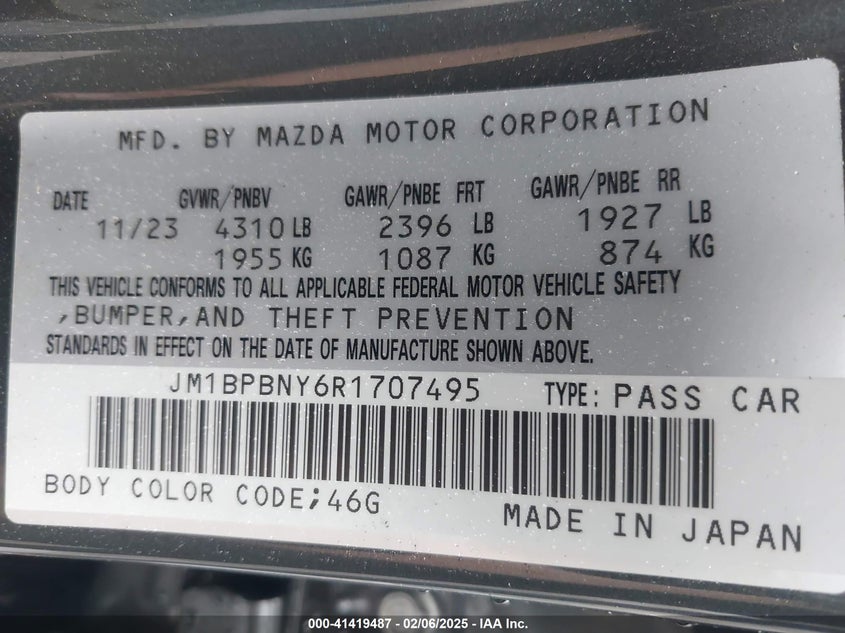 MFD. BY MAZDA MOTOR CORPORATION
DATE GVWR/PNBV GAWR/PNBE FRT GAWR/PNBE RR
11/23 4310 LB 2396 LB 1927 LB
1955 KG 1087 KG 874 KG
THIS VEHICLE CONFORMS TO ALL APPLICABLE FEDERAL MOTOR VEHICLE SAFETY
,BUMPER,AND THEFT PREVENTION
STANDARDS IN EFFECT ON THE DATE OF MANUFACTURE SHOWN ABOVE.
JM1BPBNY6R1707495 TYPE: PASS CAR
BODY COLOR CODE;46G
MADE IN JAPAN
000-41419487 - 02/06/2025 - IAA Inc.